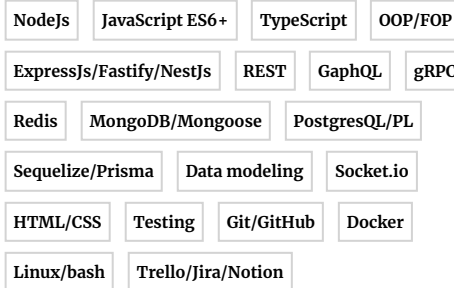 NodeJs JavaScript ES6+ TypeScript OOP/FOP
ExpressJs/Fastify/NestJs REST GaphQL gRPC
Redis MongoDB/Mongoose PostgresQL/PL
Sequelize/Prisma Data modeling Socket.io
HTML/CSS Testing Git/GitHub Docker
Linux/bash Trello/Jira/Notion